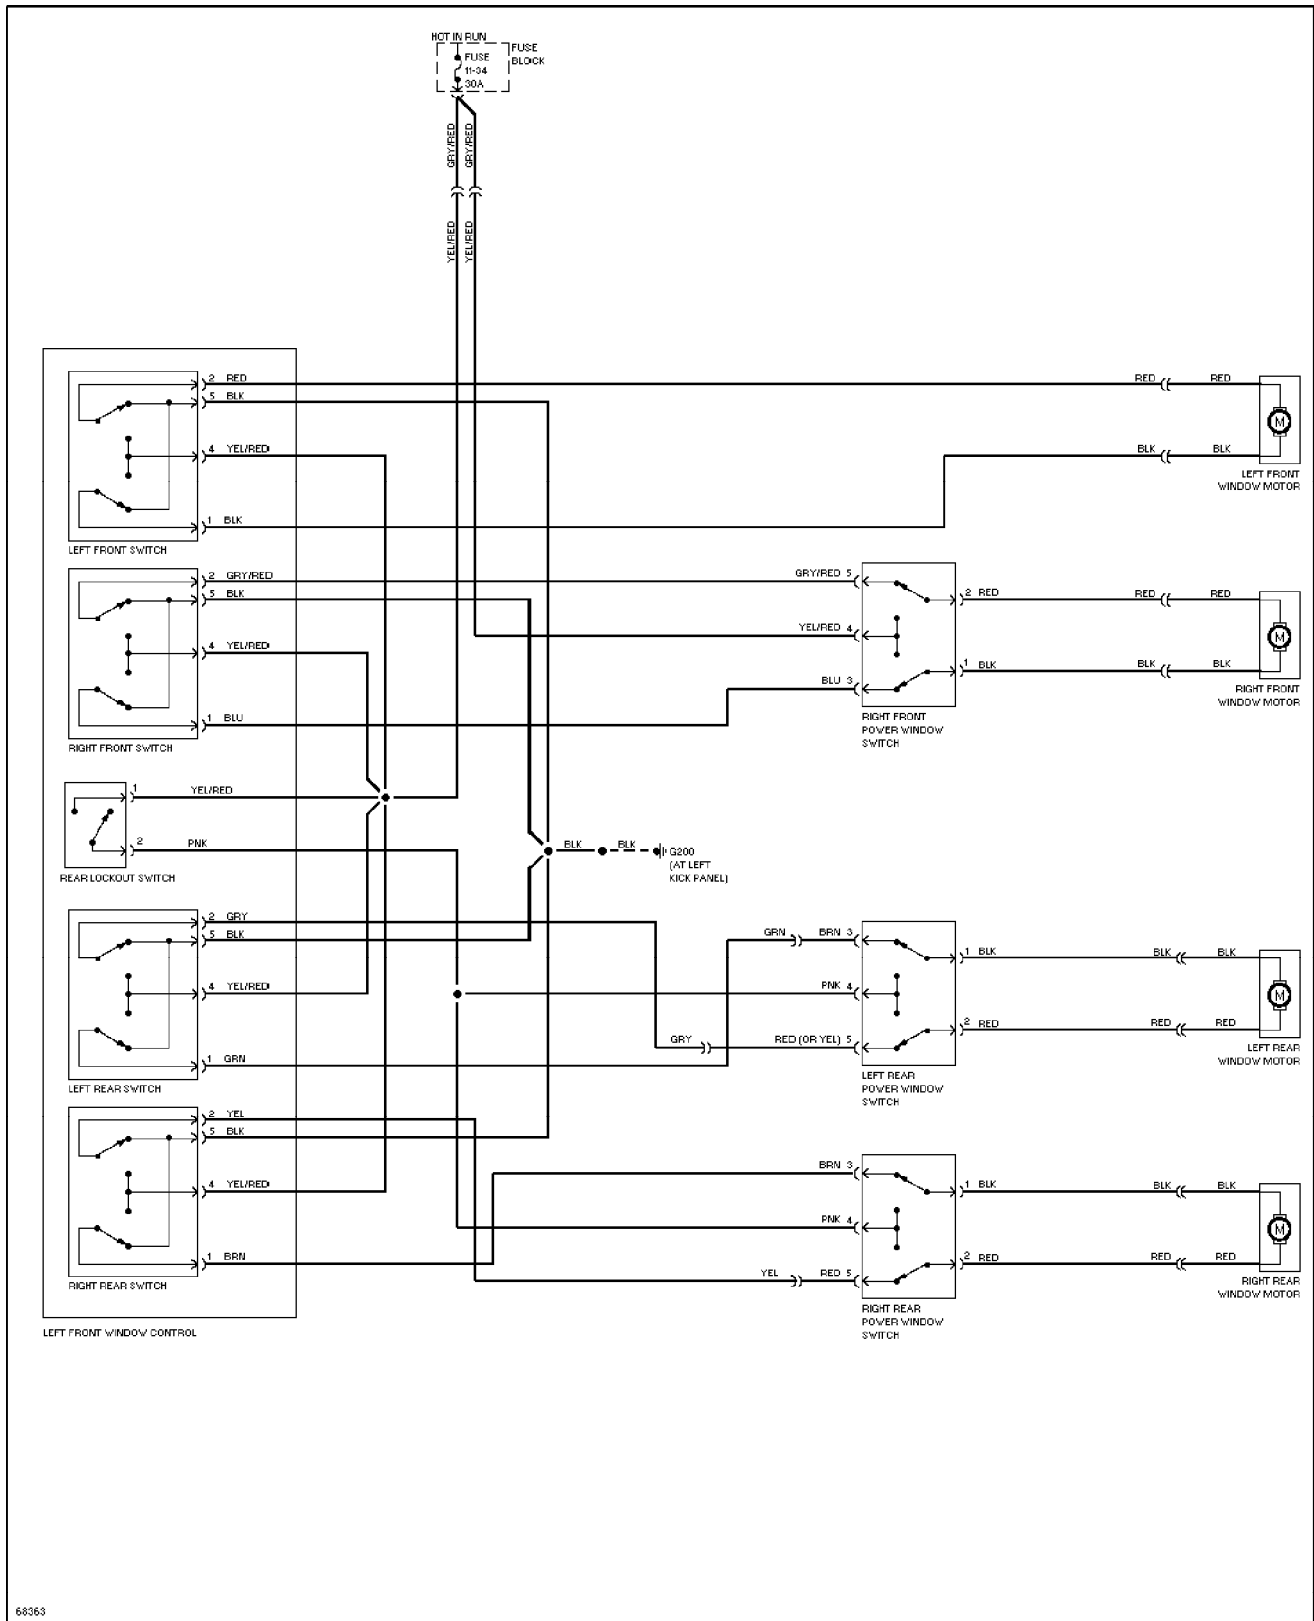 HOT IN RUN
FUSE
11-34
30A
FUSE
BLOCK
GRY/RED
GRY/RED
YEL/RED
YEL/RED
2 RED
5 BLK
4 YEL/RED
1 BLK
LEFT FRONT SWITCH
RED RED
BLK BLK
M
LEFT FRONT
WINDOW MOTOR
2 GRY/RED
5 BLK
4 YEL/RED
1 BLU
RIGHT FRONT SWITCH
GRY/RED 5
YEL/RED 4
BLU 3
2 RED
1 BLK
RIGHT FRONT
POWER WINDOW
SWITCH
RED RED
BLK BLK
M
RIGHT FRONT
WINDOW MOTOR
1 YEL/RED
2 PNK
REAR LOCKOUT SWITCH
BLK BLK
G200
(AT LEFT
KICK PANEL)
2 GRY
5 BLK
4 YEL/RED
1 GRN
LEFT REAR SWITCH
GRN BRN 3
PNK 4
GRY RED (OR YEL) 5
1 BLK
2 RED
LEFT REAR
POWER WINDOW
SWITCH
BLK BLK
RED RED
M
LEFT REAR
WINDOW MOTOR
2 YEL
5 BLK
4 YEL/RED
1 BRN
RIGHT REAR SWITCH
BRN 3
PNK 4
YEL RED 5
1 BLK
2 RED
RIGHT REAR
POWER WINDOW
SWITCH
BLK BLK
RED RED
M
RIGHT REAR
WINDOW MOTOR
LEFT FRONT WINDOW CONTROL
68363